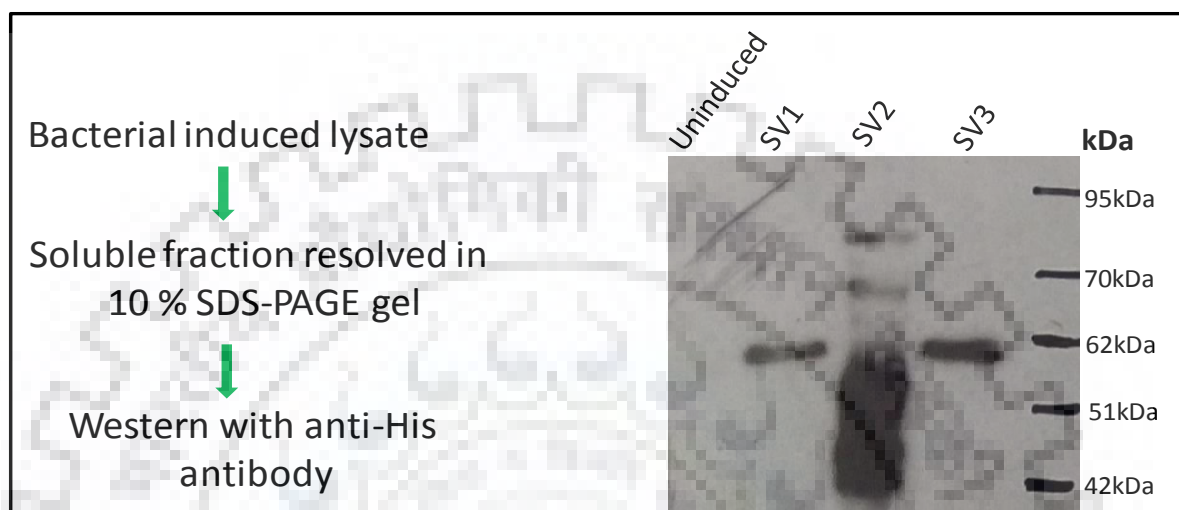 Bacterial induced lysate
Soluble fraction resolved in
10 % SDS-PAGE gel
Western with anti-His
antibody
Uninduced
SV1
SV2
SV3
kDa
95kDa
70kDa
62kDa
51kDa
42kDa